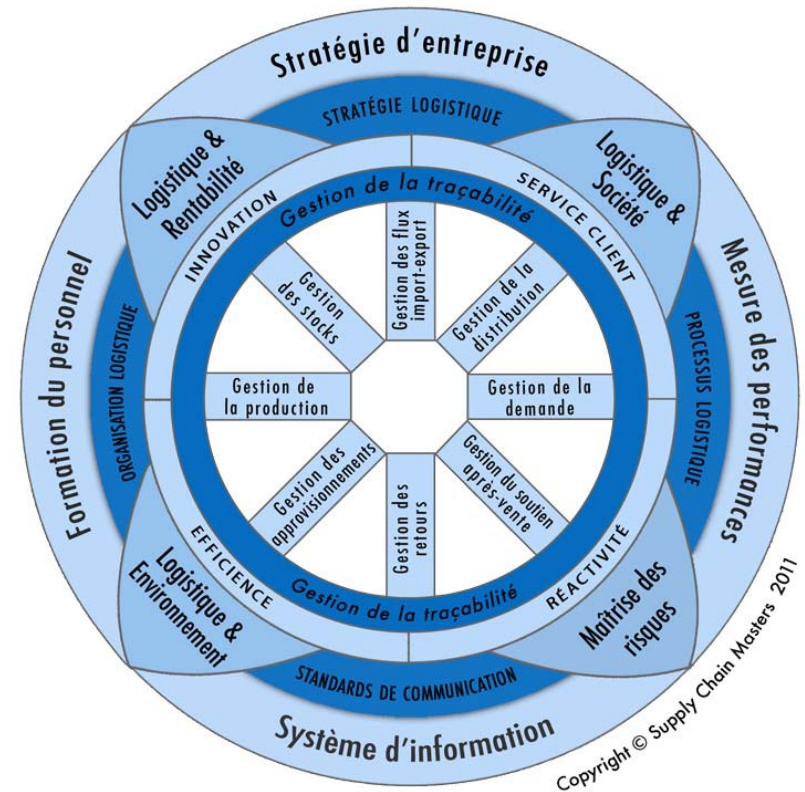 Stratégie d'entreprise
STRATÉGIE LOGISTIQUE
Logistique &
Rentabilité
Logistique &
Société
INNOVATION
SERVICE CLIENT
Gestion de la traçabilité
Gestion
des stocks
Gestion des flux
import-export
Gestion de la
distribution
Formation du personnel
ORGANISATION LOGISTIQUE
Gestion de
la production
Gestion de la
demande
PROCESSUS LOGISTIQUE
Mesure des performances
Gestion des
approvisionnements
Gestion des
retours
Gestion du soutien
après-vente
Gestion de la traçabilité
EFFICIENCE
RÉACTIVITÉ
Logistique &
Environnement
Maîtrise des
risques
STANDARDS DE COMMUNICATION
Système d'information
Copyright © Supply Chain Masters 2011